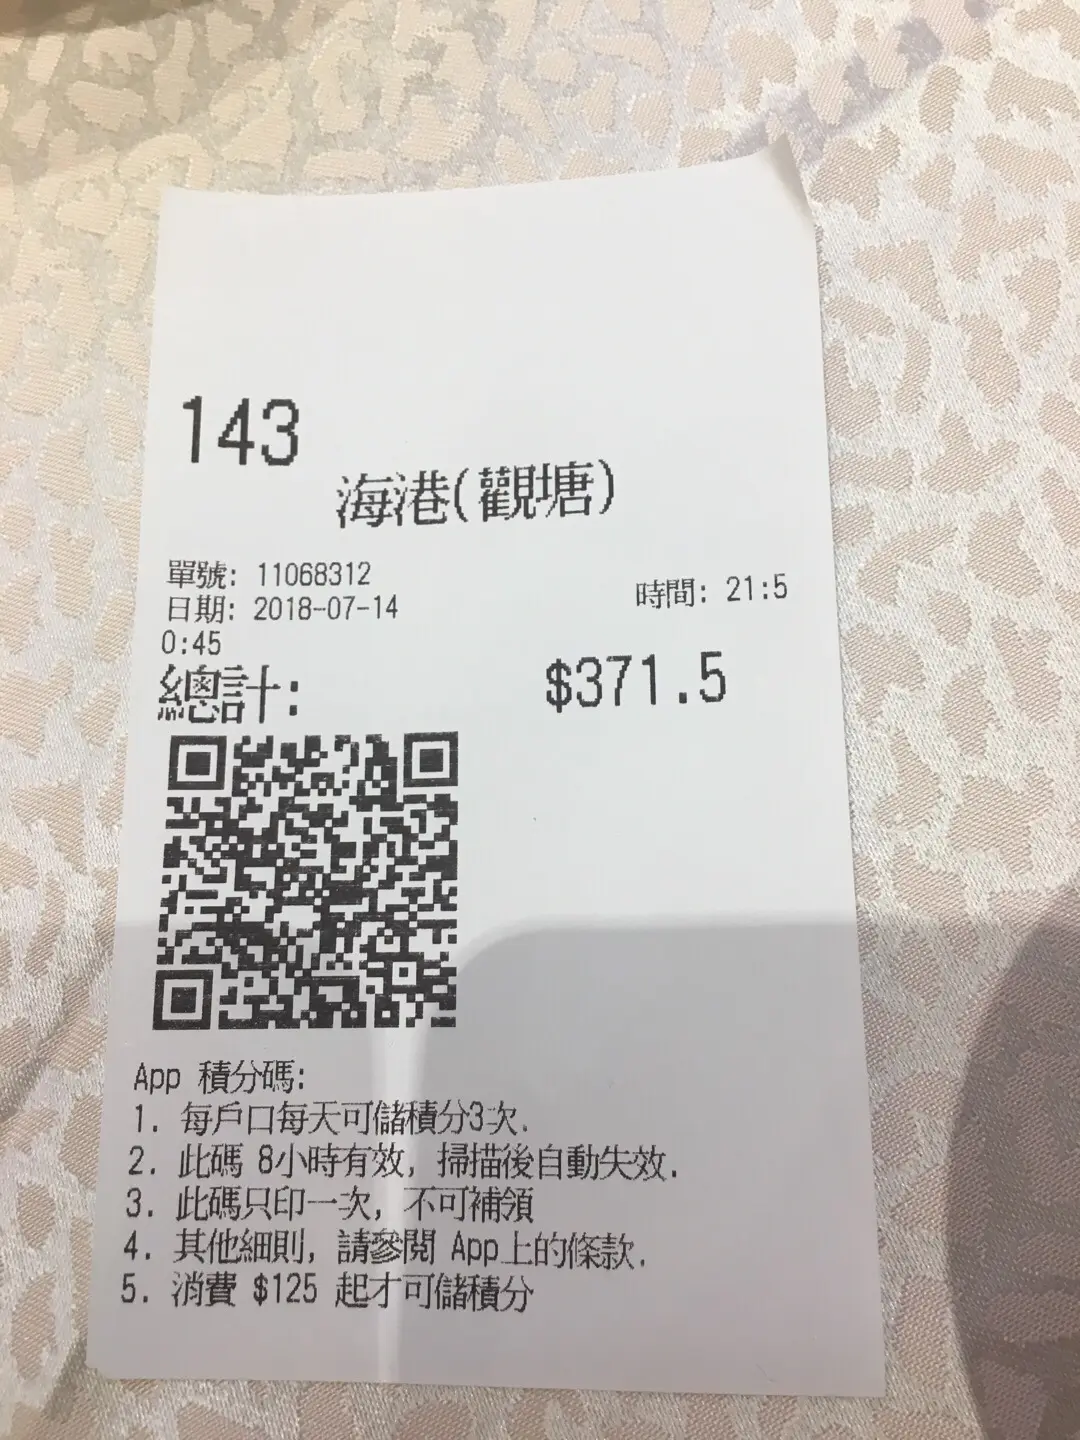 143
海港(觀塘)
單號: 11068312
日期: 2018-07-14 時間: 21:5
0:45
總計: $371.5
App 積分碼:
1. 每戶口每天可儲積分3次.
2. 此碼 8小時有效, 掃描後自動失效.
3. 此碼只印一次, 不可補領
4. 其他細則, 請參閱 App上的條款.
5. 消費 $125 起才可儲積分